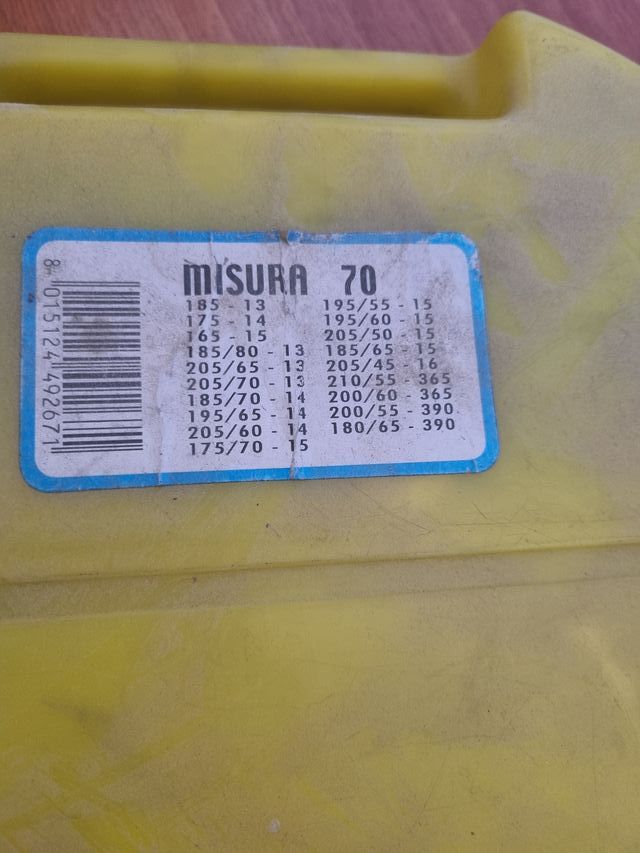 MISURA 70
185 - 13
175 - 14
165 - 15
185/80 - 13
205/65 - 13
205/70 - 13
185/70 - 14
195/65 - 14
205/60 - 14
175/70 - 15
195/55 - 15
195/60 - 15
205/50 - 15
185/65 - 15
205/45 - 16
210/55 - 365
200/60 - 365
200/55 - 390
180/65 - 390
8 015124 492671